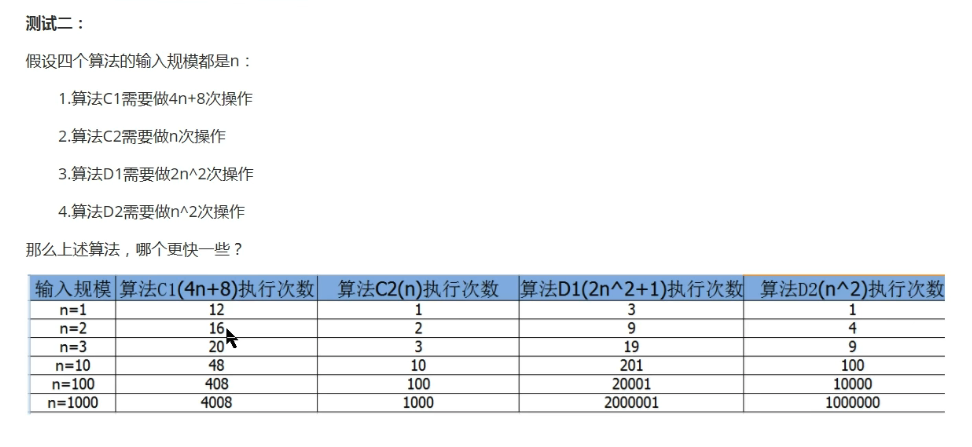 测试二：
假设四个算法的输入规模都是n：
1.算法C1需要做4n+8次操作
2.算法C2需要做n次操作
3.算法D1需要做2n^2次操作
4.算法D2需要做n^2次操作
那么上述算法，哪个更快一些？
输入规模 算法C1(4n+8)执行次数 算法C2(n)执行次数 算法D1(2n^2+1)执行次数 算法D2(n^2)执行次数
n=1 12 1 3 1
n=2 16 2 9 4
n=3 20 3 19 9
n=10 48 10 201 100
n=100 408 100 20001 10000
n=1000 4008 1000 2000001 1000000